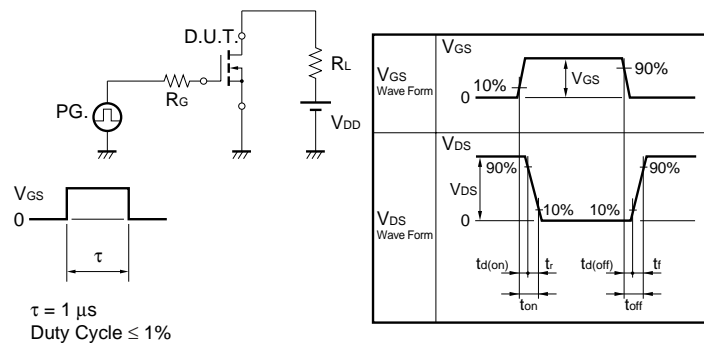 D.U.T.
RL
RG
PG.
VDD
VGS
0
τ
τ = 1 μs
Duty Cycle ≤ 1%
VGS
Wave Form
VGS
10%
VGS
90%
0
VDS
Wave Form
VDS
90%
VDS
10%
0
10%
90%
td(on)
tr
td(off)
tf
ton
toff